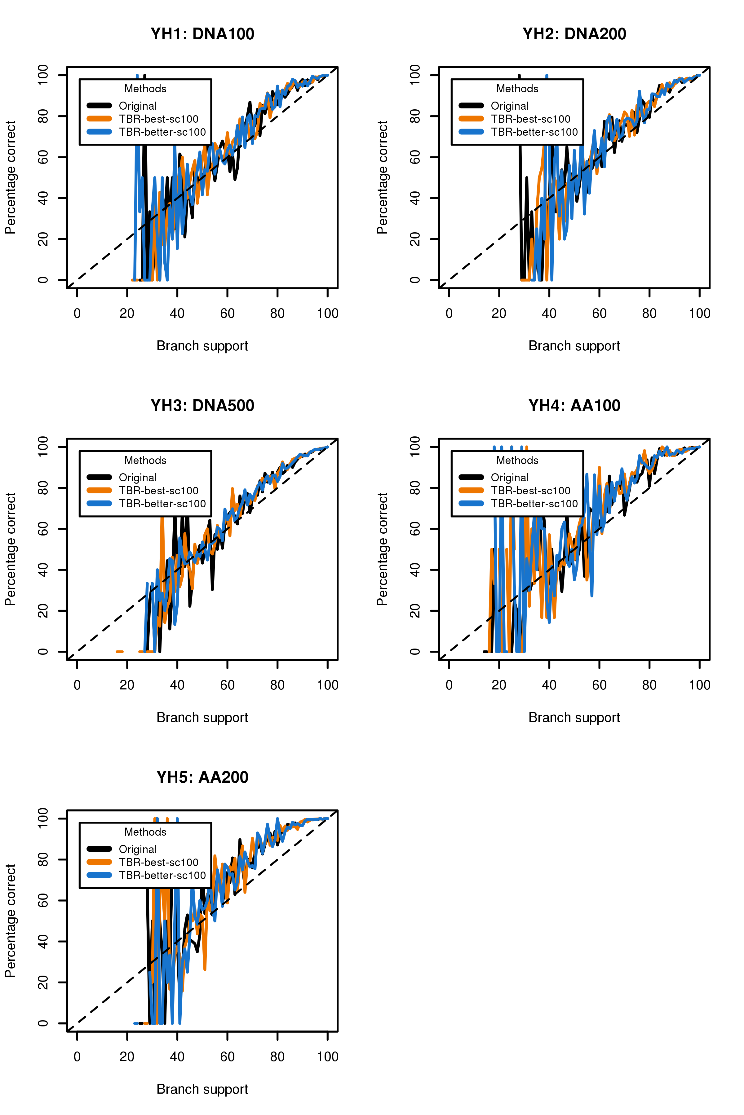 YH1: DNA100
Percentage correct
100
80
60
40
20
0
Methods
Original
TBR-best-sc100
TBR-better-sc100
0 20 40 60 80 100
Branch support
YH2: DNA200
Percentage correct
100
80
60
40
20
0
Methods
Original
TBR-best-sc100
TBR-better-sc100
0 20 40 60 80 100
Branch support
YH3: DNA500
Percentage correct
100
80
60
40
20
0
Methods
Original
TBR-best-sc100
TBR-better-sc100
0 20 40 60 80 100
Branch support
YH4: AA100
Percentage correct
100
80
60
40
20
0
Methods
Original
TBR-best-sc100
TBR-better-sc100
0 20 40 60 80 100
Branch support
YH5: AA200
Percentage correct
100
80
60
40
20
0
Methods
Original
TBR-best-sc100
TBR-better-sc100
0 20 40 60 80 100
Branch support